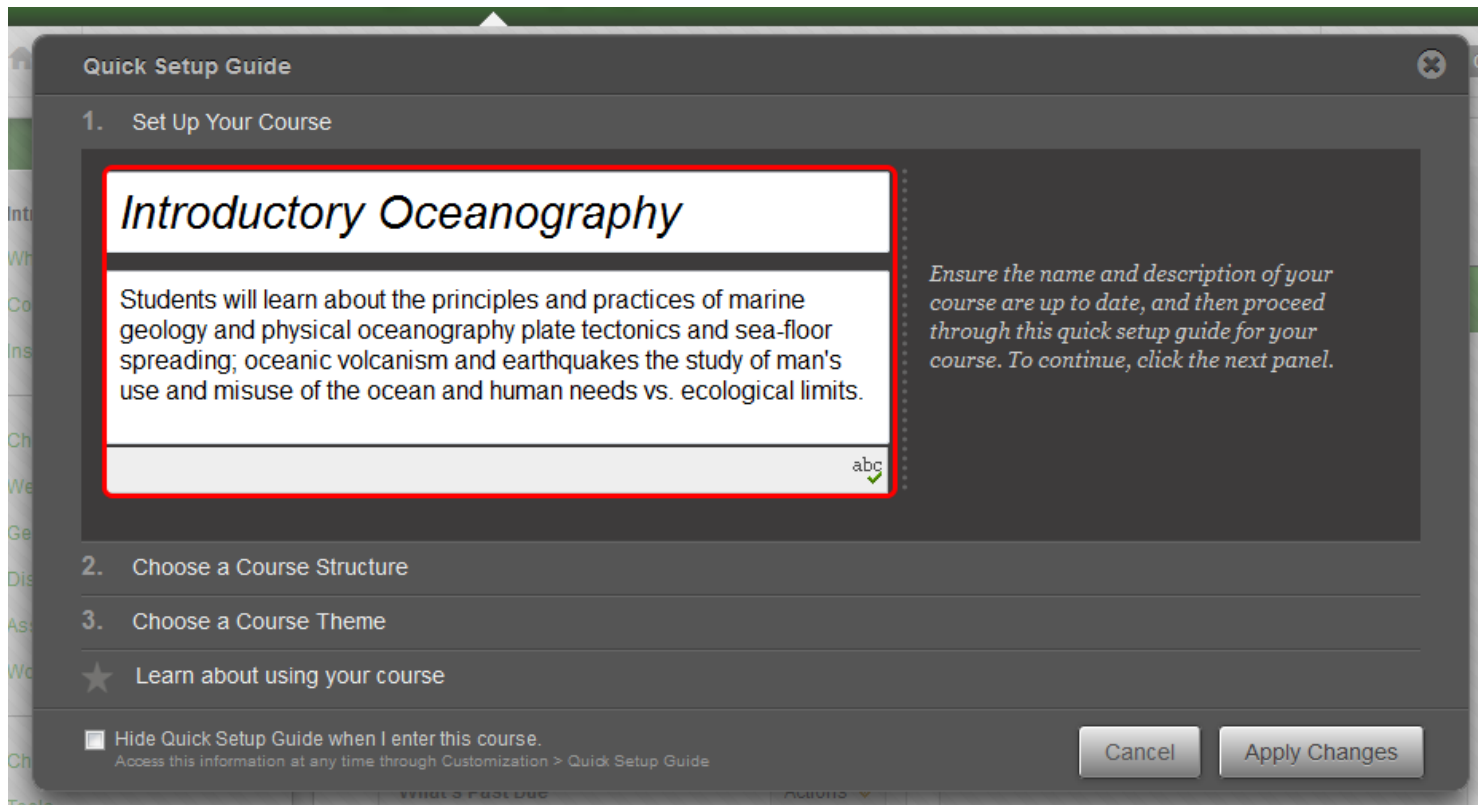 Quick Setup Guide
1. Set Up Your Course
Introductory Oceanography
Students will learn about the principles and practices of marine
geology and physical oceanography plate tectonics and sea-floor
spreading; oceanic volcanism and earthquakes the study of man's
use and misuse of the ocean and human needs vs. ecological limits.
abc
Ensure the name and description of your
course are up to date, and then proceed
through this quick setup guide for your
course. To continue, click the next panel.
2. Choose a Course Structure
3. Choose a Course Theme
Learn about using your course
Hide Quick Setup Guide when I enter this course.
Access this information at any time through Customization > Quick Setup Guide
Cancel
Apply Changes
What's Past Due
Actions